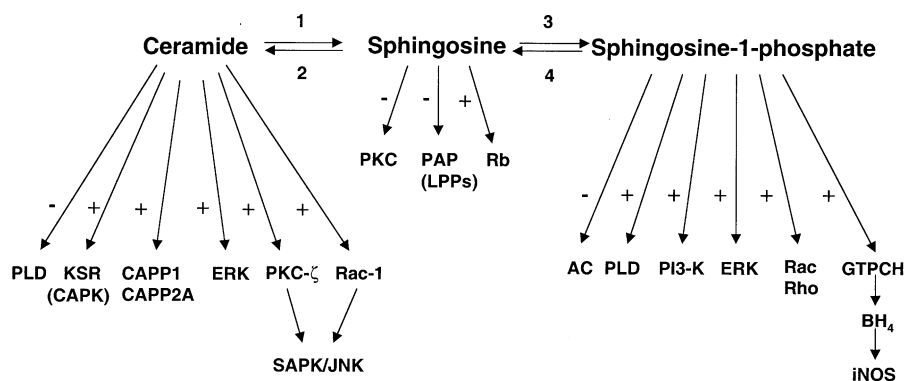 1
3
Ceramide
Sphingosine
Sphingosine-1-phosphate
2
4
- - +
PKC PAP Rb
(LPPs)
- + + + + +
- + + + + +
PLD KSR CAPP1 ERK PKC-ζ Rac-1
(CAPK) CAPP2A
AC PLD PI3-K ERK Rac GTPCH
Rho
BH₄
SAPK/JNK
iNOS